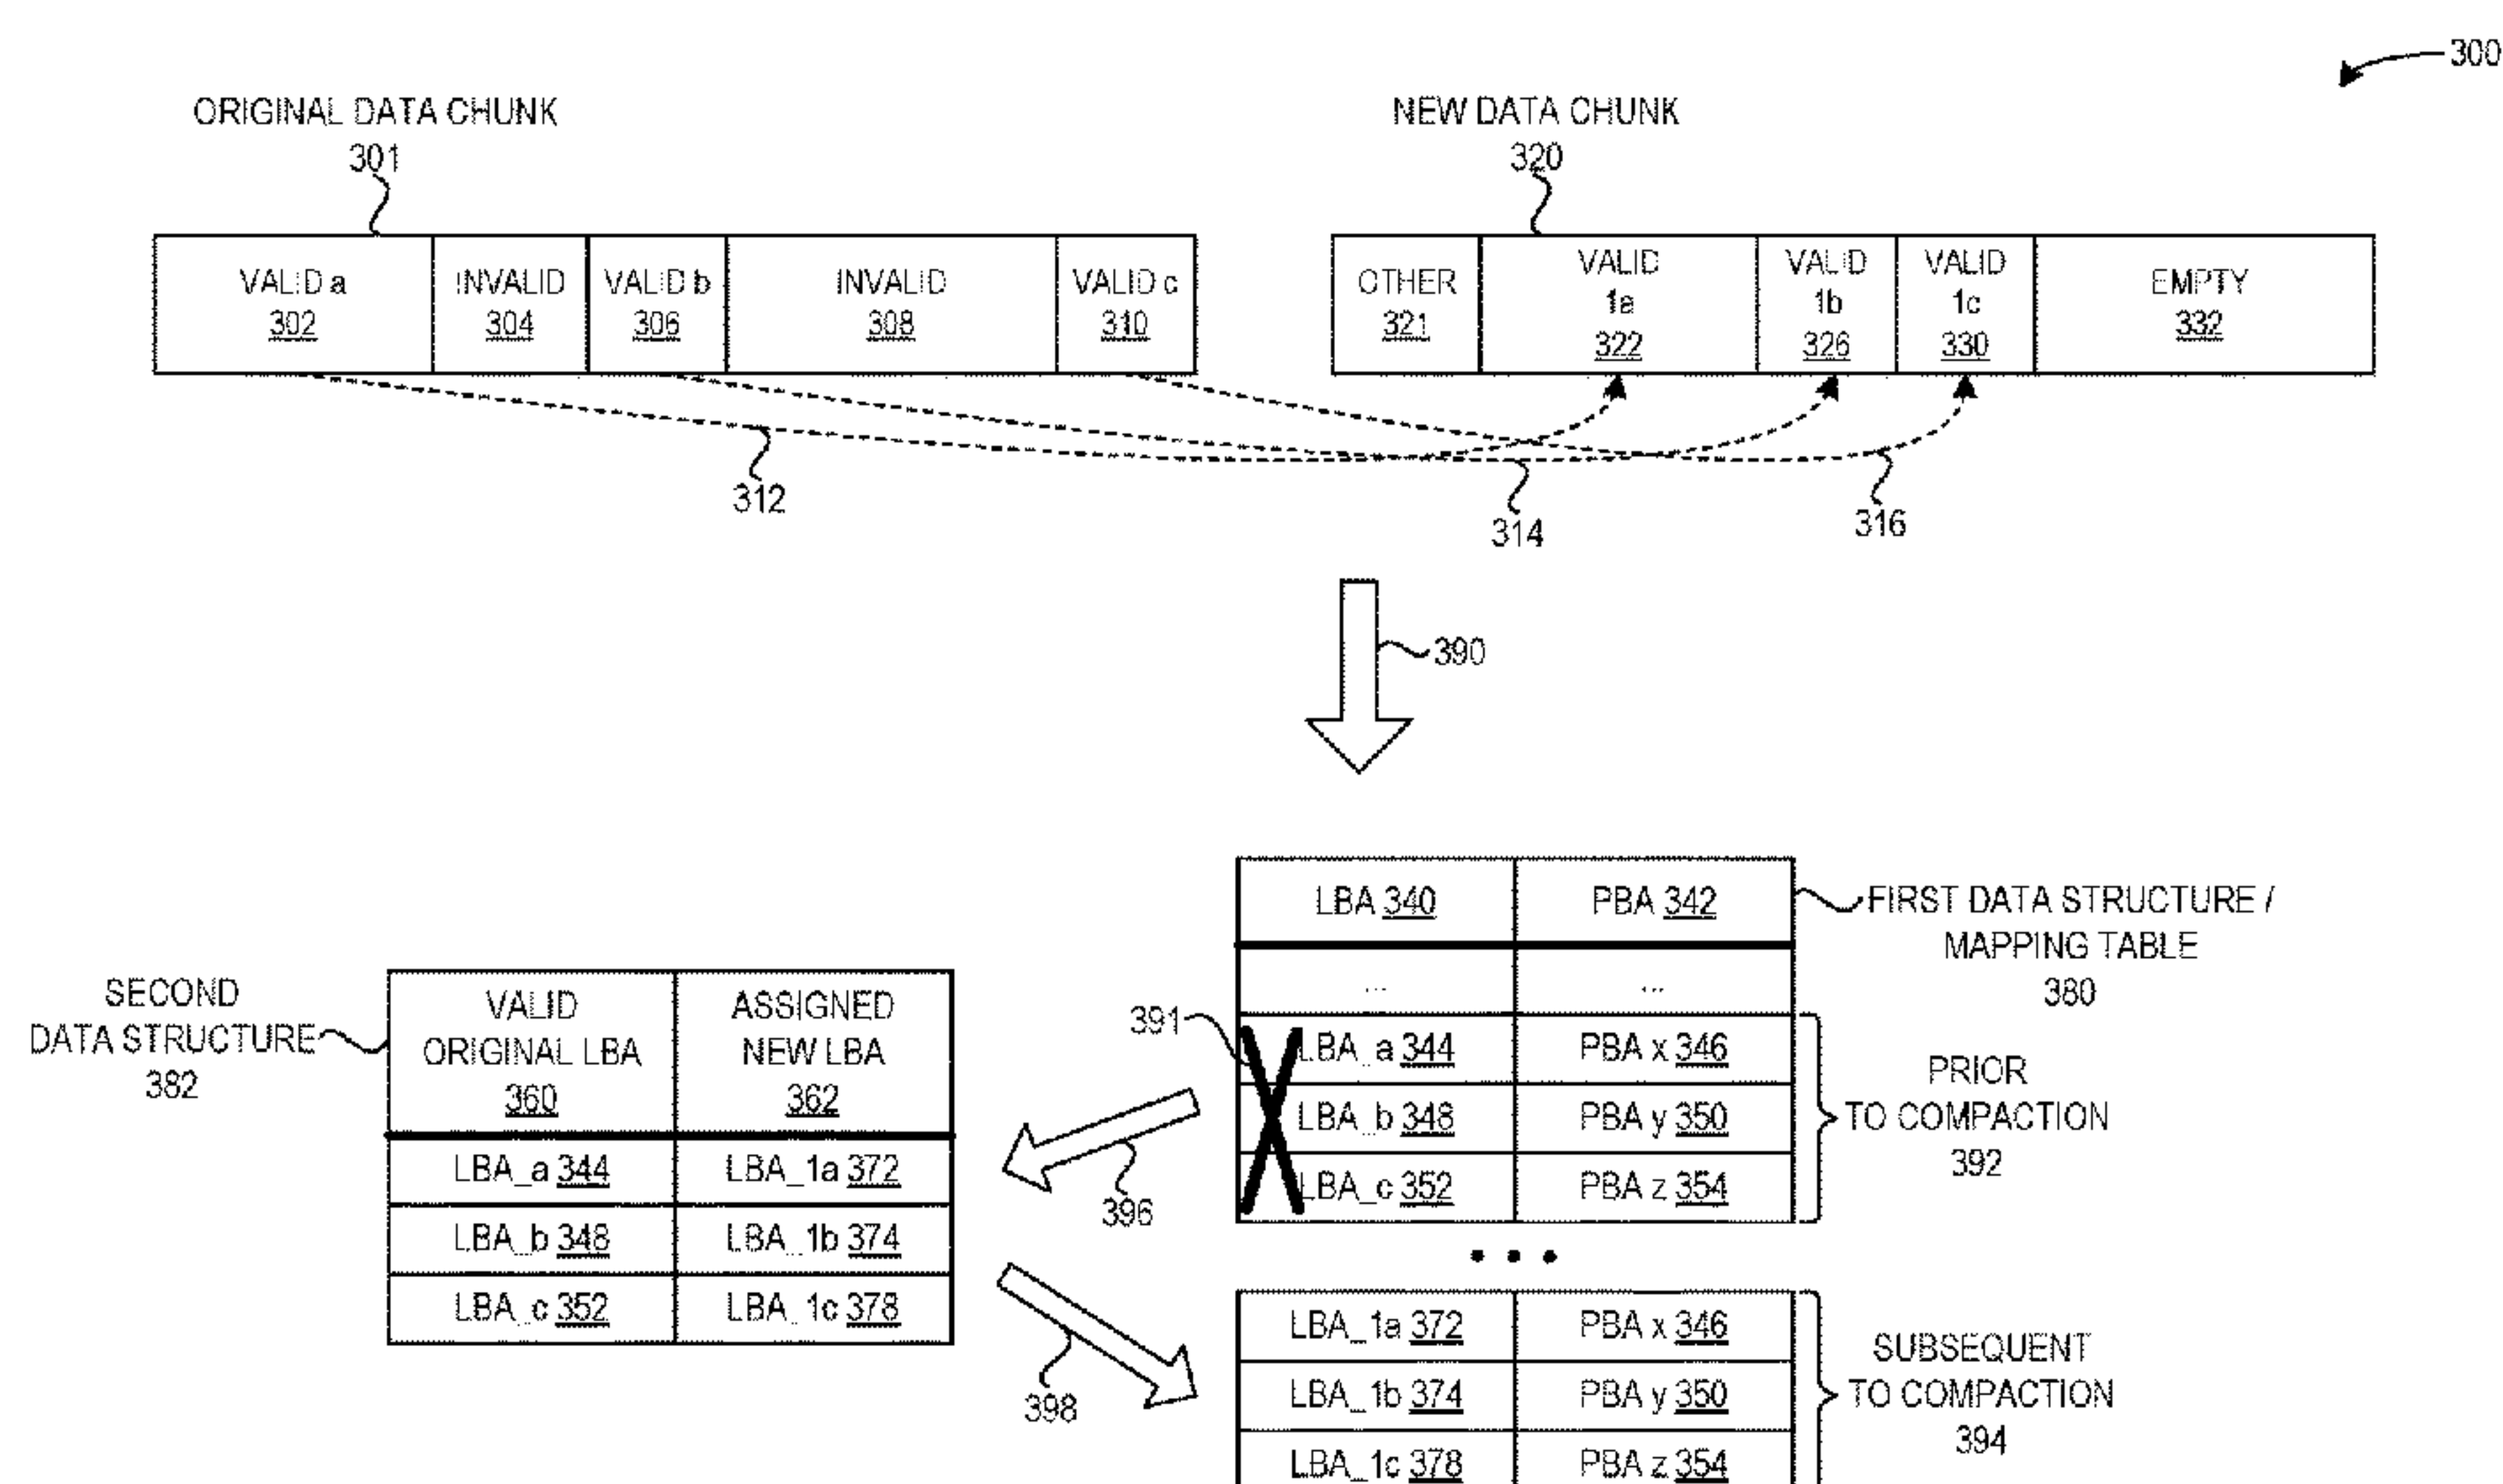 300
ORIGINAL DATA CHUNK
301
NEW DATA CHUNK
320
VALID a
302
INVALID
304
VALID b
306
INVALID
308
VALID c
310
OTHER
321
VALID
1a
322
VALID
1b
326
VALID
1c
330
EMPTY
332
312
314
316
390
LBA 340 PBA 342
FIRST DATA STRUCTURE /
MAPPING TABLE
380
... ...
391
LBA_a 344 PBA x 346
LBA_b 348 PBA y 350
LBA_c 352 PBA z 354
PRIOR
TO COMPACTION
392
SECOND
DATA STRUCTURE
382
VALID
ORIGINAL LBA
360
ASSIGNED
NEW LBA
362
LBA_a 344 LBA_1a 372
LBA_b 348 LBA_1b 374
LBA_c 352 LBA_1c 378
396
398
• • •
LBA_1a 372 PBA x 346
LBA_1b 374 PBA y 350
LBA_1c 378 PBA z 354
SUBSEQUENT
TO COMPACTION
394